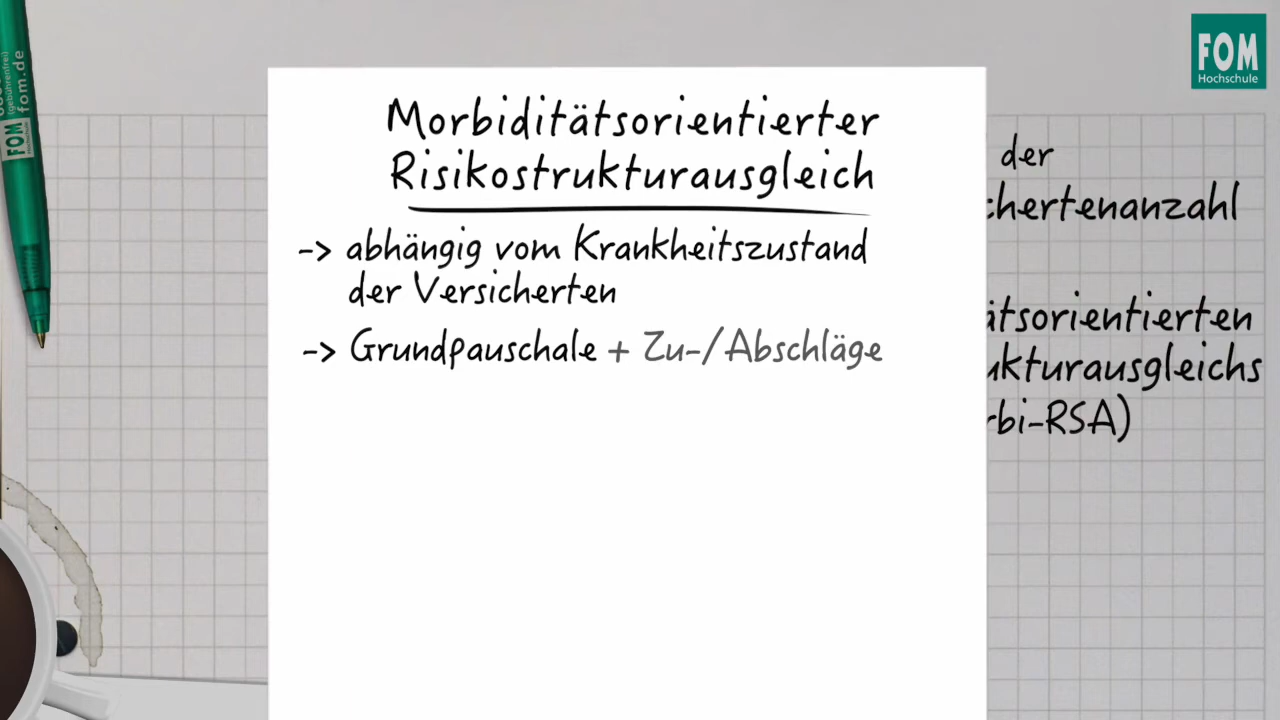 FOM
Hochschule
(gebührenfrei)
fom.de
FOM
Morbiditätsorientierter
Risikostrukturausgleich
-> abhängig vom Krankheitszustand
der Versicherten
-> Grundpauschale + Zu-/Abschläge
der
chertenanzahl
ätsorientierten
ukturausgleichs
rbi-RSA)